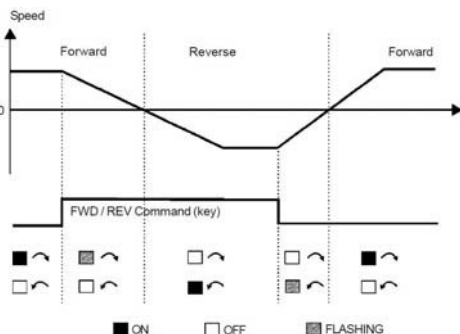 Speed
Forward Reverse Forward
0
FWD / REV Command (key)
ON OFF FLASHING